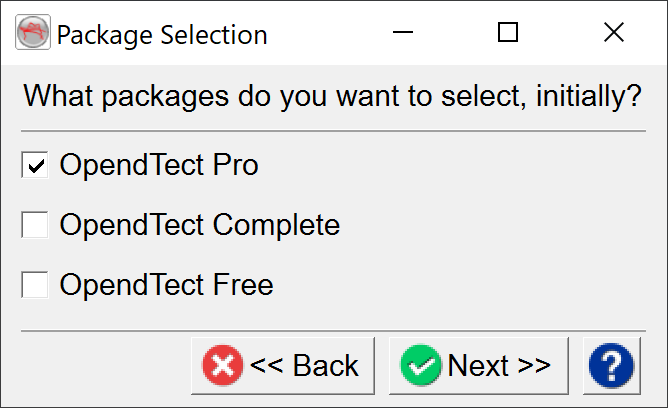 Package Selection
What packages do you want to select, initially?
OpendTect Pro
OpendTect Complete
OpendTect Free
<< Back Next >> ?